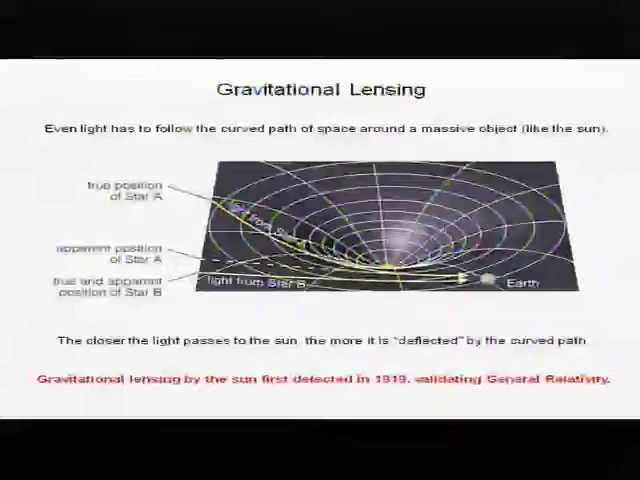 Gravitational Lensing
Even light has to follow the curved path of space around a massive object (like the sun).
true position
of Star A
light from Star A
apparent position
of Star A
true and apparent
position of Star B
light from Star B
Earth
The closer the light passes to the sun the more it is "deflected" by the curved path
Gravitational lensing by the sun first detected in 1919, validating General Relativity.